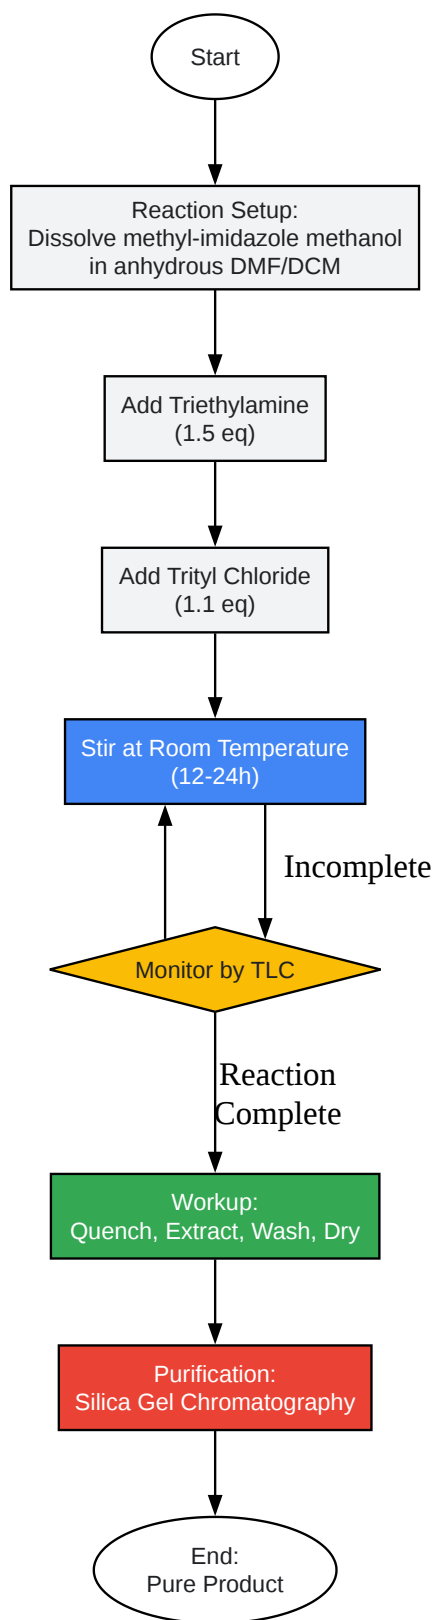 Start
Reaction Setup:
Dissolve methyl-imidazole methanol
in anhydrous DMF/DCM
Add Triethylamine
(1.5 eq)
Add Trityl Chloride
(1.1 eq)
Stir at Room Temperature
(12-24h)
Incomplete
Monitor by TLC
Reaction
Complete
Workup:
Quench, Extract, Wash, Dry
Purification:
Silica Gel Chromatography
End:
Pure Product